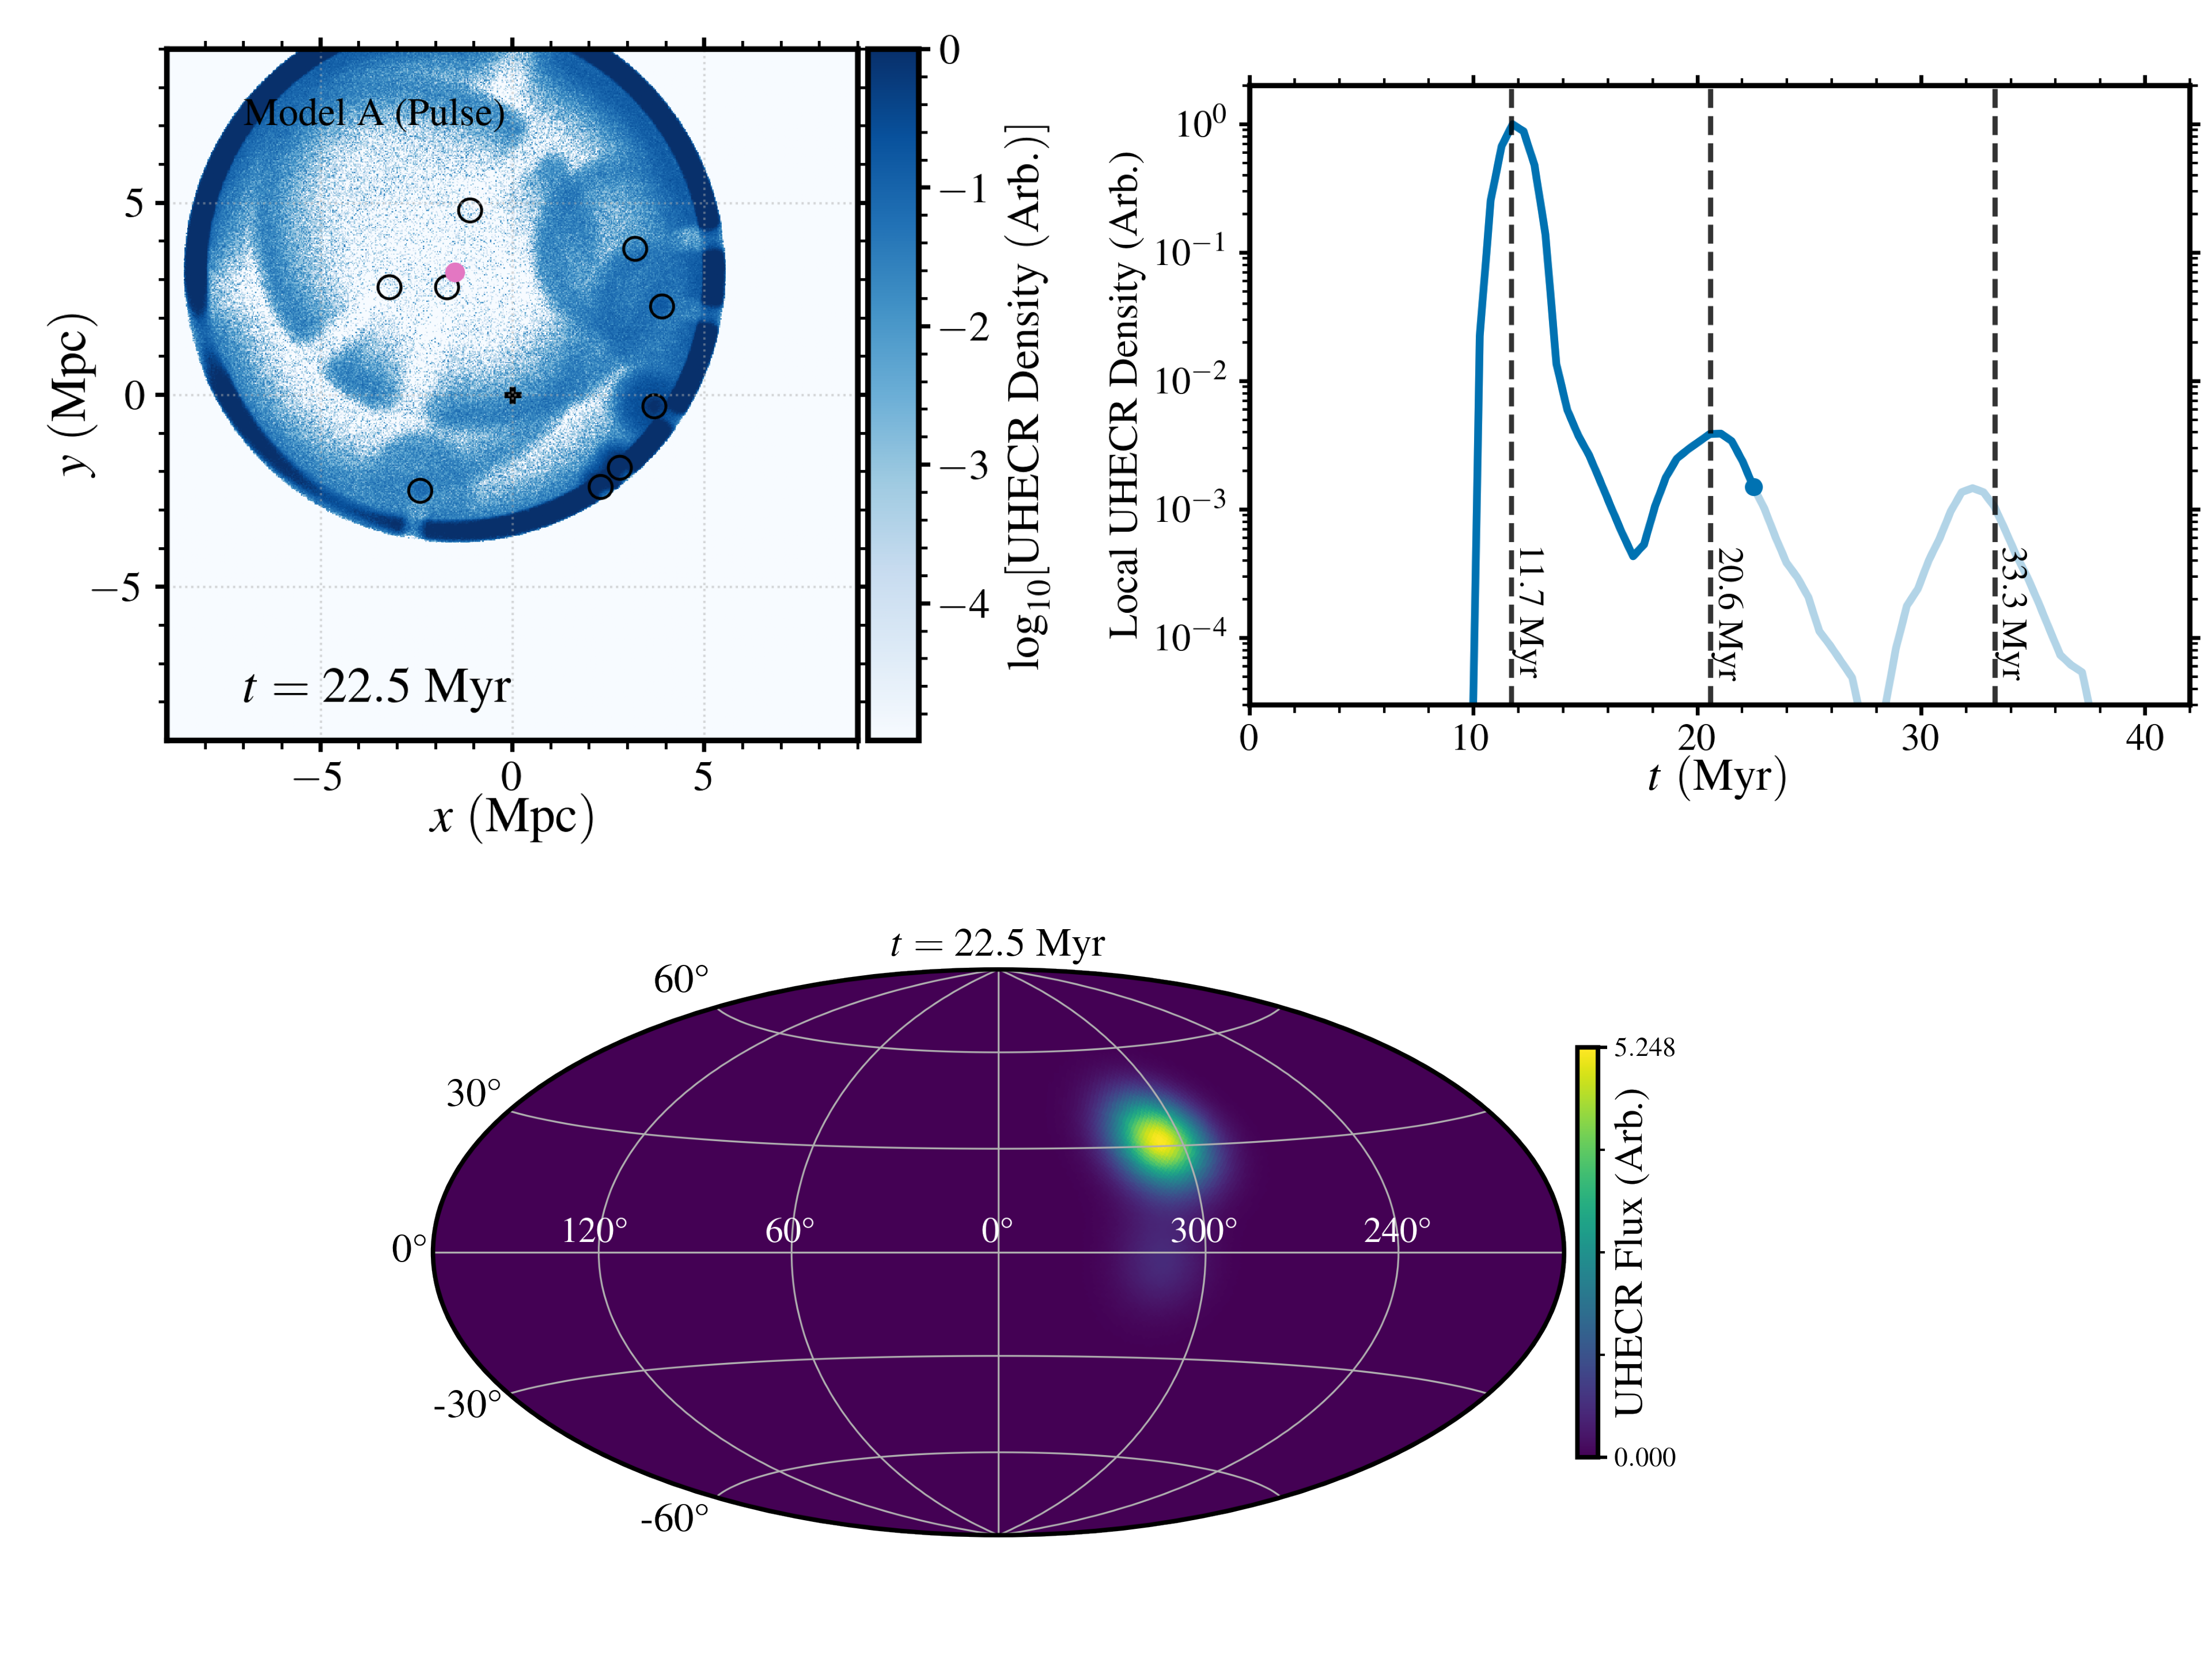 Model A (Pulse)
t = 22.5 Myr
5
0
−5
y (Mpc)
−5
0
5
x (Mpc)
0
−1
−2
−3
−4
log10[UHECR Density (Arb.)]
10^0
10^−1
10^−2
10^−3
10^−4
Local UHECR Density (Arb.)
11.7 Myr
20.6 Myr
33.3 Myr
0
10
20
30
40
t (Myr)
t = 22.5 Myr
60°
30°
0°
-30°
-60°
120°
60°
0°
300°
240°
5.248
0.000
UHECR Flux (Arb.)